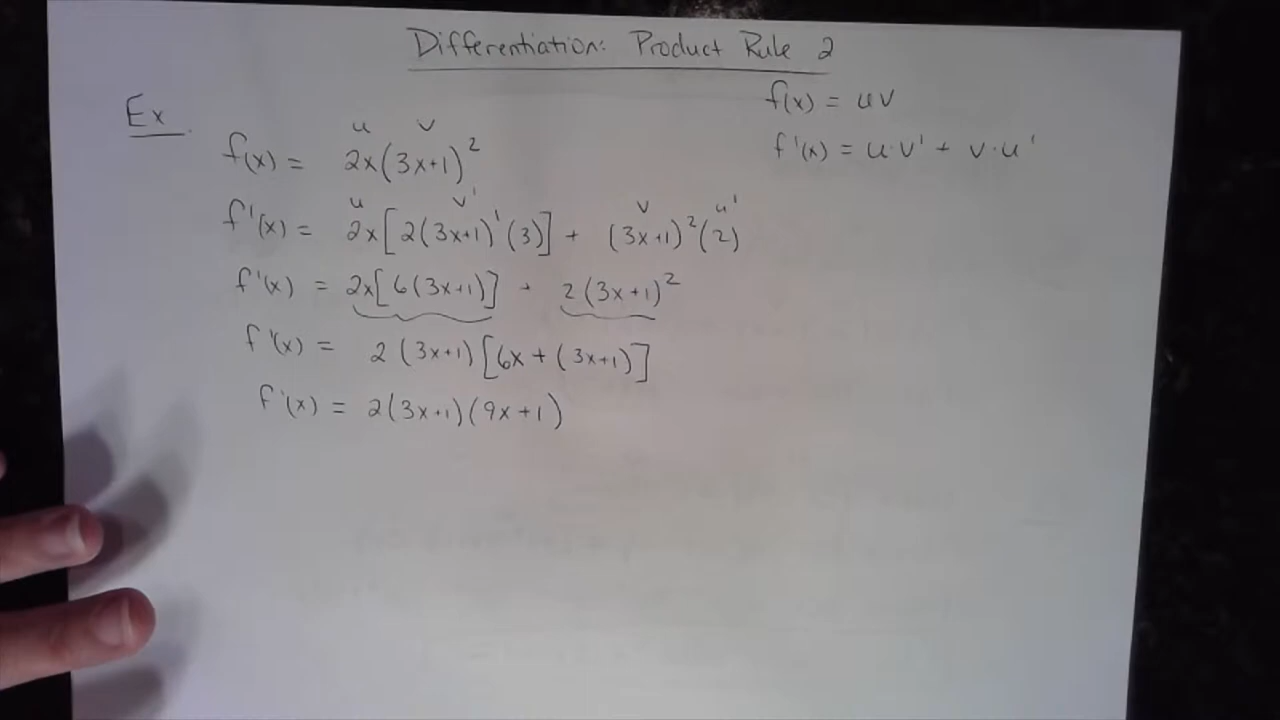 Differentiation: Product Rule 2
f(x) = uv
Ex
u v
f(x) = 2x(3x+1)²
f'(x) = u·v' + v·u'
u v' v u'
f'(x) = 2x[2(3x+1)¹(3)] + (3x+1)²(2)
f'(x) = 2x[6(3x+1)] + 2(3x+1)²
f'(x) = 2(3x+1)[6x + (3x+1)]
f'(x) = 2(3x+1)(9x+1)